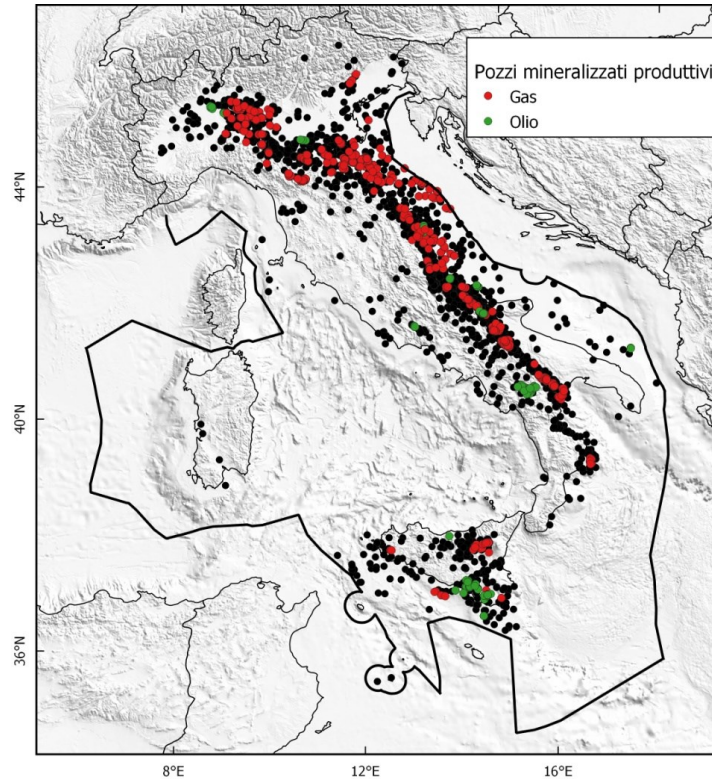 Pozzi mineralizzati produttivi
Gas
Olio
44°N
40°N
36°N
8°E
12°E
16°E